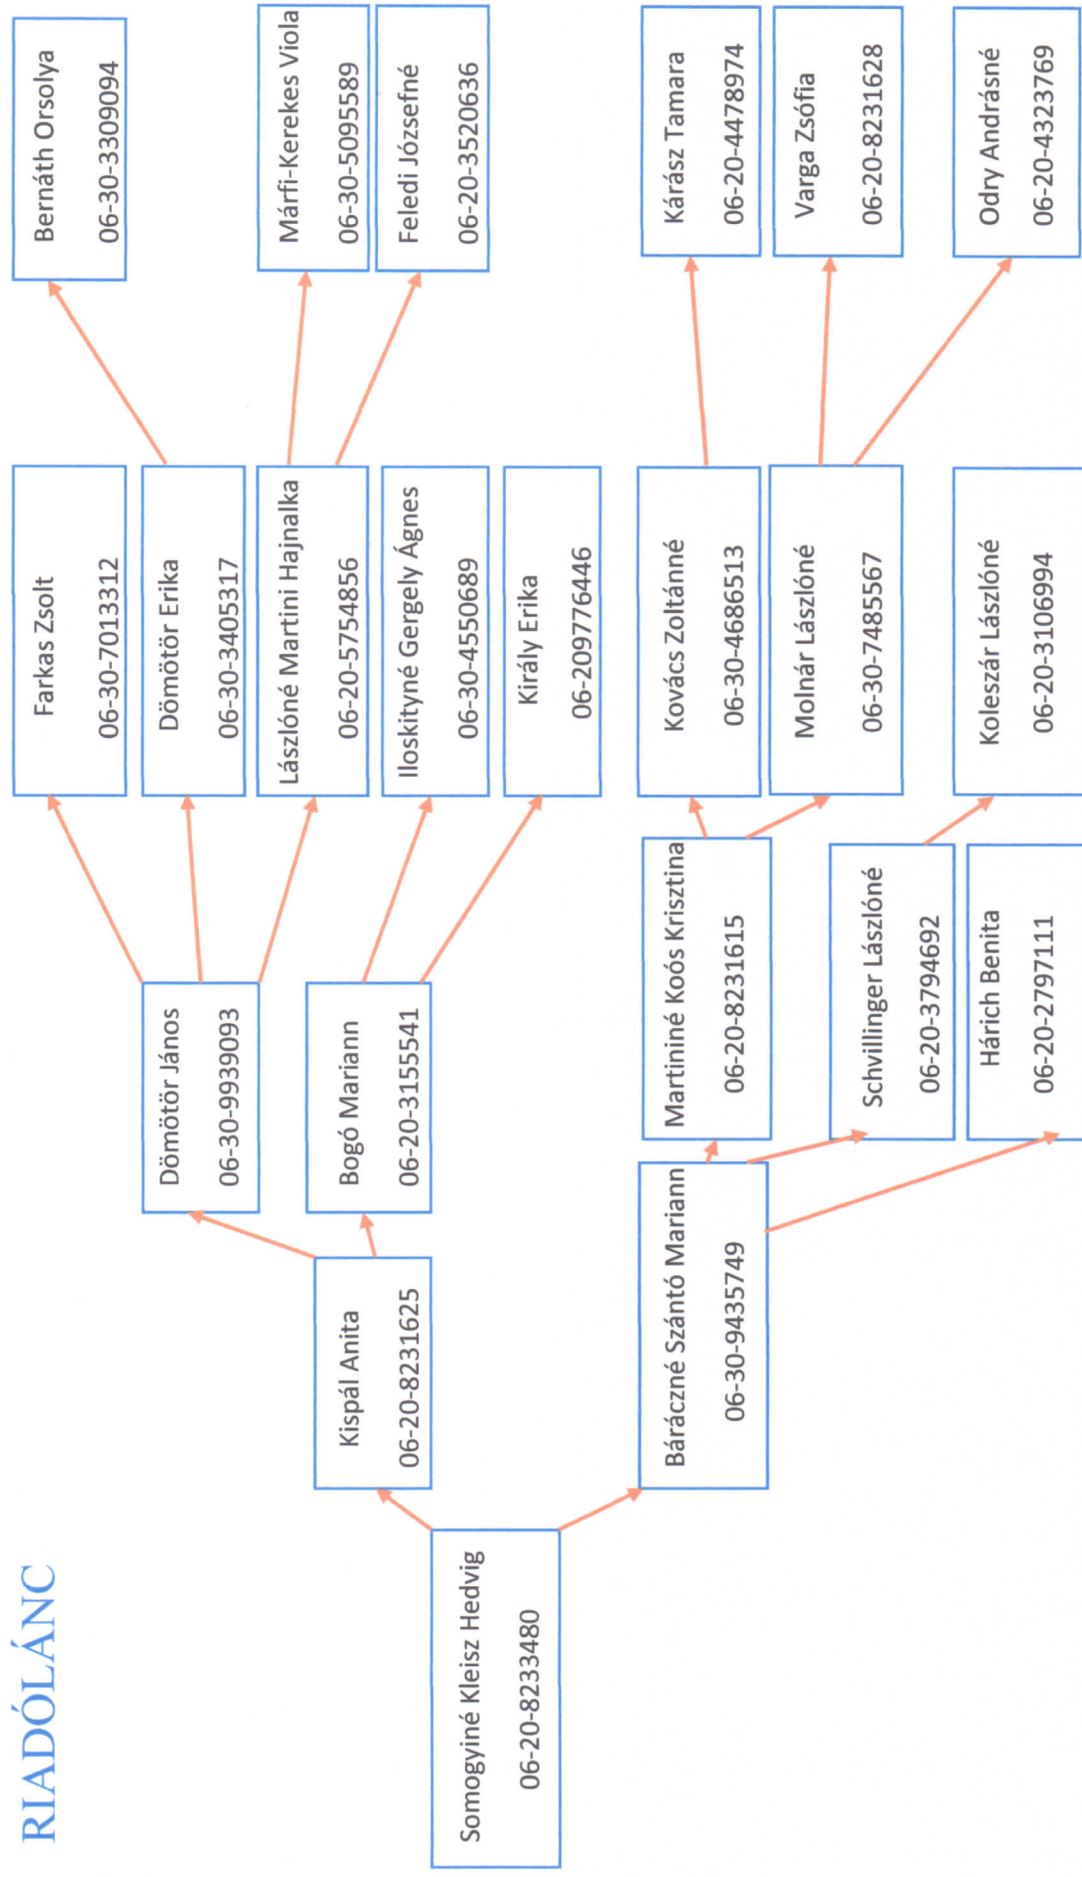 RIADÓLÁNC
Somogyiné Kleisz Hedvig
06-20-8233480
Kispál Anita
06-20-8231625
Báráczné Szántó Mariann
06-30-9435749
Dömötör János
06-30-9939093
Bogó Mariann
06-20-3155541
Martininé Koós Krisztina
06-20-8231615
Schvillinger Lászlóné
06-20-3794692
Hárich Benita
06-20-2797111
Farkas Zsolt
06-30-7013312
Dömötör Erika
06-30-3405317
Lászlóné Martini Hajnalka
06-20-5754856
Iloskityné Gergely Ágnes
06-30-4550689
Király Erika
06-209776446
Kovács Zoltánné
06-30-4686513
Molnár Lászlóné
06-30-7485567
Koleszár Lászlóné
06-20-3106994
Bernáth Orsolya
06-30-3309094
Márfi-Kerekes Viola
06-30-5095589
Feledi Józsefné
06-20-3520636
Kárász Tamara
06-20-4478974
Varga Zsófia
06-20-8231628
Odry Andrásné
06-20-4323769